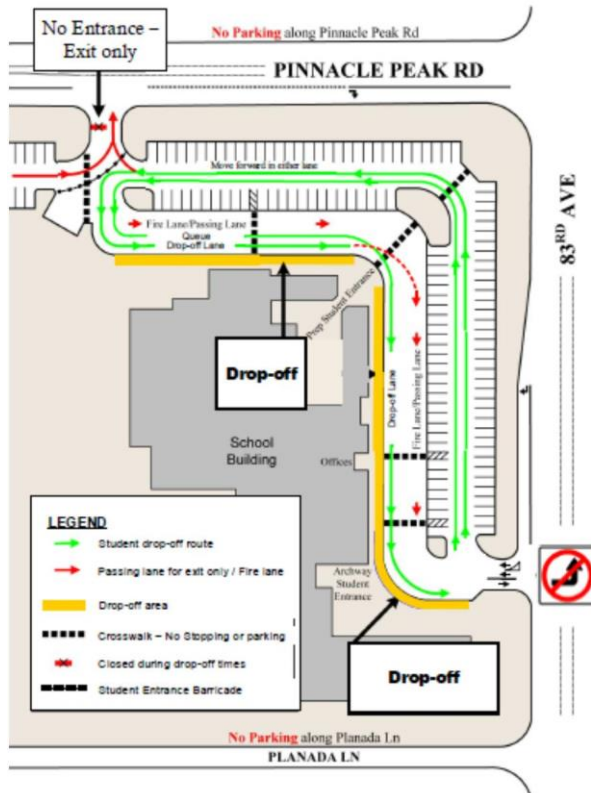 No Entrance –
Exit only
No Parking along Pinnacle Peak Rd
PINNACLE PEAK RD
Move forward in either lane
Fire Lane/Passing Lane
Queue
Drop-off Lane
83RD AVE
Prep Student Entrance
Drop-off
Drop-off Lane
Fire Lane/Passing Lane
School
Building
Offices
LEGEND
Student drop-off route
Passing lane for exit only / Fire lane
Drop-off area
Crosswalk – No Stopping or parking
Closed during drop-off times
Student Entrance Barricade
Archway
Student
Entrance
Drop-off
No Parking along Planada Ln
PLANADA LN